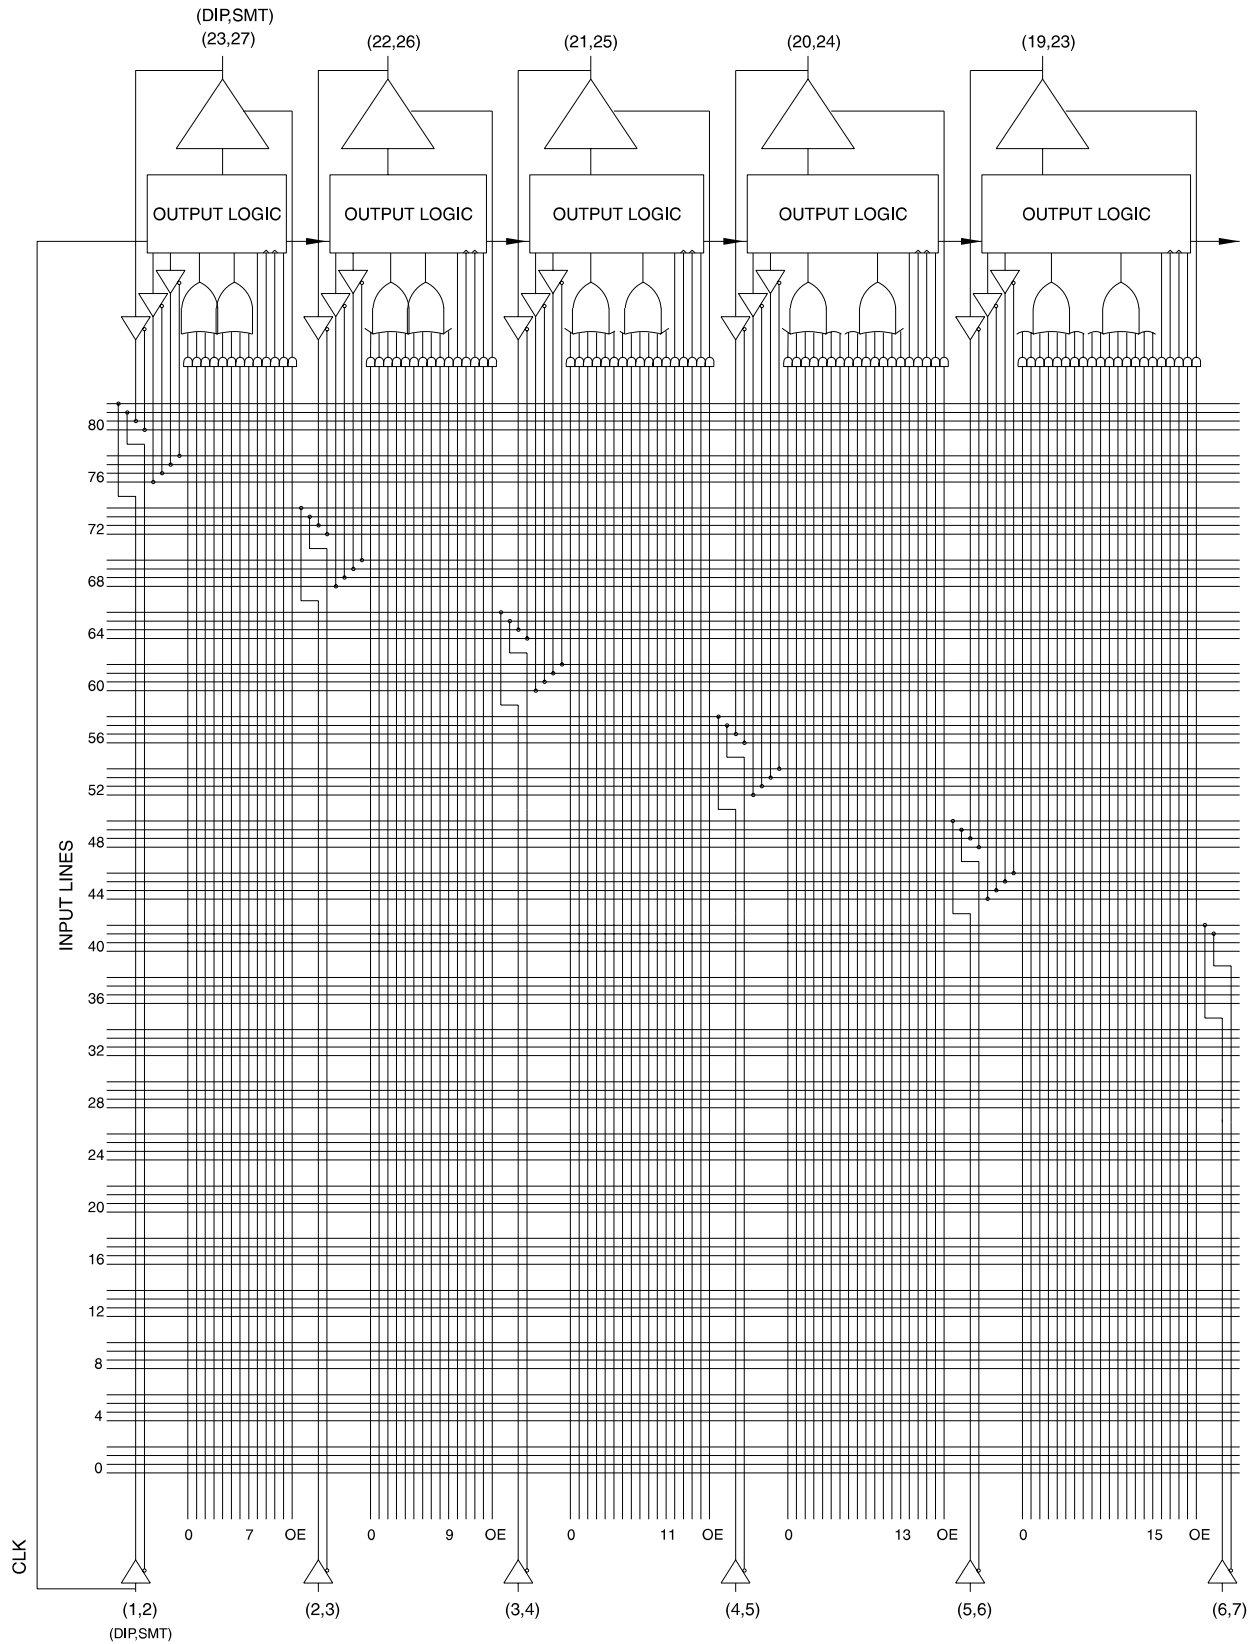 (DIP,SMT)
(23,27)
(22,26)
(21,25)
(20,24)
(19,23)
OUTPUT LOGIC
OUTPUT LOGIC
OUTPUT LOGIC
OUTPUT LOGIC
OUTPUT LOGIC
80
76
72
68
64
60
56
52
48
44
40
36
32
28
24
20
16
12
8
4
0
INPUT LINES
0 7 OE
0 9 OE
0 11 OE
0 13 OE
0 15 OE
CLK
(1,2)
(DIP,SMT)
(2,3)
(3,4)
(4,5)
(5,6)
(6,7)